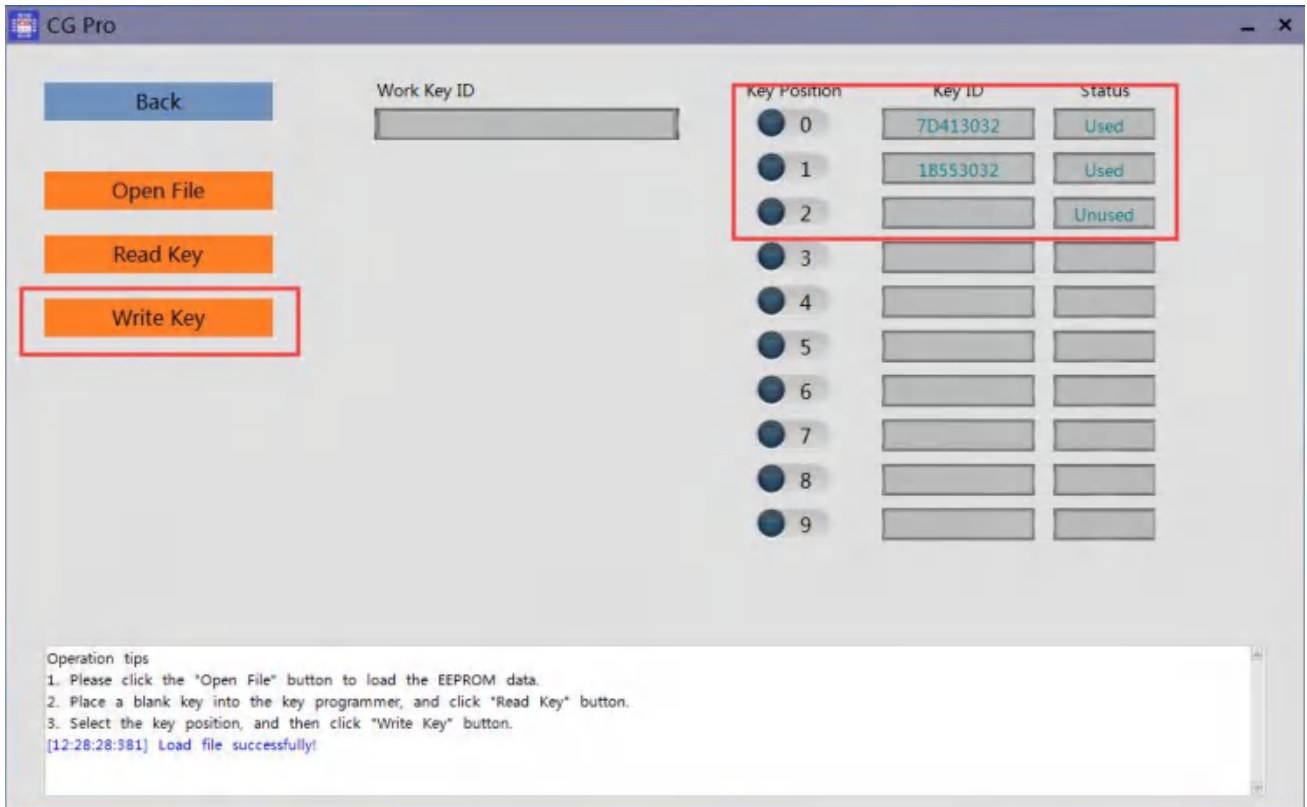 CG Pro
Back
Open File
Read Key
Write Key
Work Key ID
Key Position Key ID Status
0 7D413032 Used
1 1B553032 Used
2 Unused
3
4
5
6
7
8
9
Operation tips
1. Please click the "Open File" button to load the EEPROM data.
2. Place a blank key into the key programmer, and click "Read Key" button.
3. Select the key position, and then click "Write Key" button.
[12:28:28:381] Load file successfully!